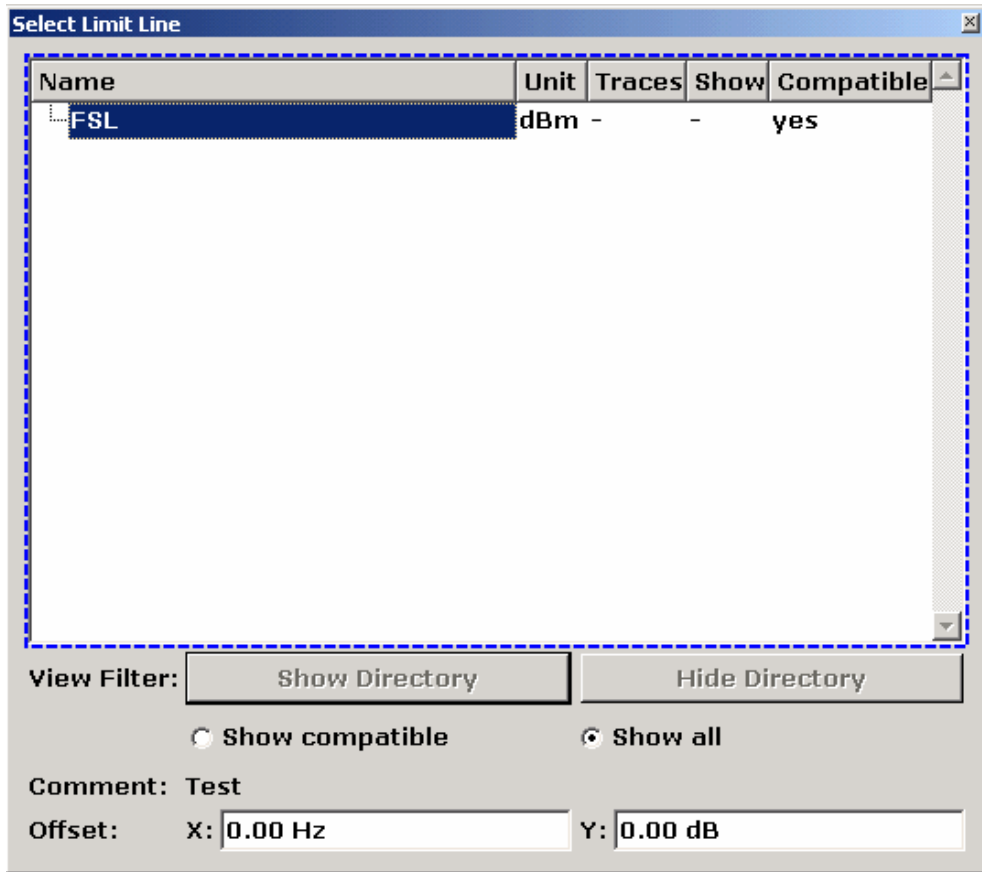 Select Limit Line
Name Unit Traces Show Compatible
FSL dBm - - yes
View Filter: Show Directory Hide Directory
Show compatible Show all
Comment: Test
Offset: X: 0.00 Hz Y: 0.00 dB